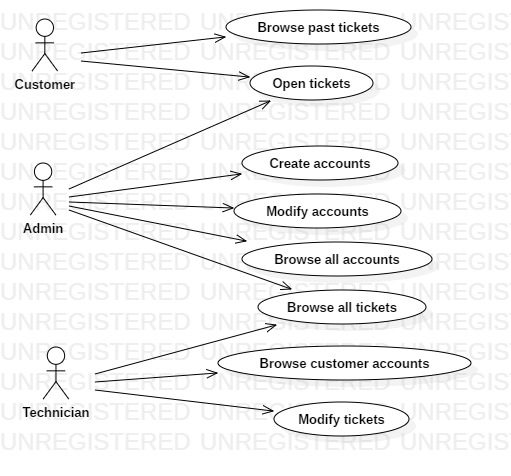 Browse past tickets
Customer
Open tickets
Create accounts
Admin
Modify accounts
Browse all accounts
Browse all tickets
Technician
Browse customer accounts
Modify tickets
UNREGISTERED